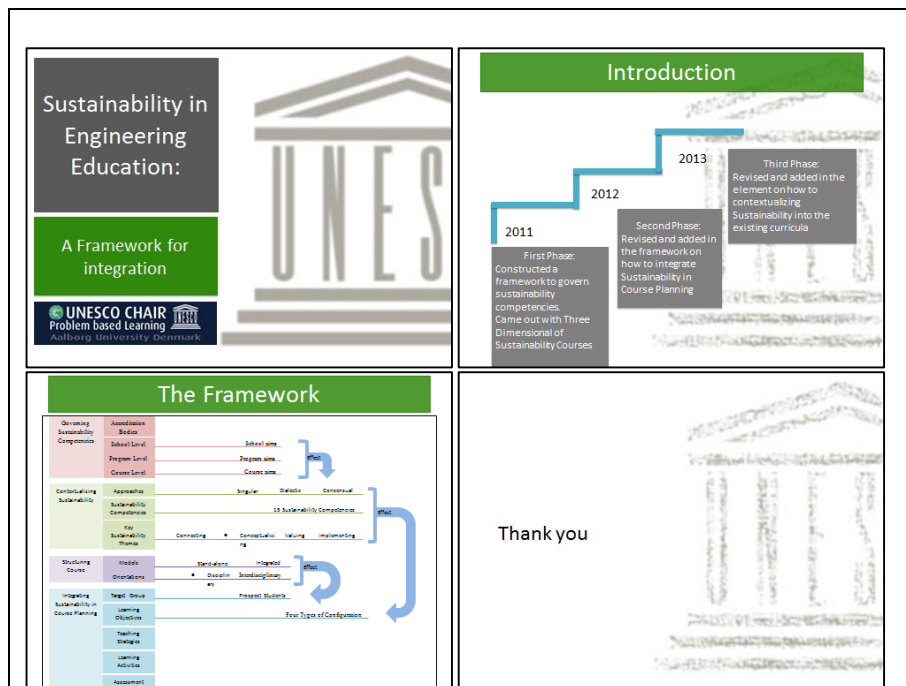 Sustainability in
Engineering
Education:
A Framework for
integration
UNESCO CHAIR
Problem based Learning
Aalborg University Denmark
UNES
Introduction
2011
2012
2013
First Phase:
Constructed a
framework to govern
sustainability
competencies.
Came out with Three
Dimensional of
Sustainability Courses
Second Phase:
Revised and added in
the framework on
how to integrate
Sustainability in
Course Planning
Third Phase:
Revised and added in the
element on how to
contextualizing
Sustainability into the
existing curricula
The Framework
Governing
Sustainability
Competencies
Accreditation
Bodies
School Level
School aims
Program Level
Program aims
Course Level
Course aims
Effect
Contextualizing
Sustainability
Approaches
Singular Dialectic Consensual
Sustainability
Competencies
15 Sustainability Competencies
Key
Sustainability
Themes
Connecting • Conceptualisi
ng
Valuing Implementing
Effect
Structuring
Course
Models
Stand-alone Integrated
Orientations
• Disciplin
ary
Interdisciplinary
Effect
Integrating
Sustainability in
Course Planning
Target Group
Prospect Students
Learning
Objectives
Four Types of Configuration
Teaching
Strategies
Learning
Activities
Assessment
Thank you